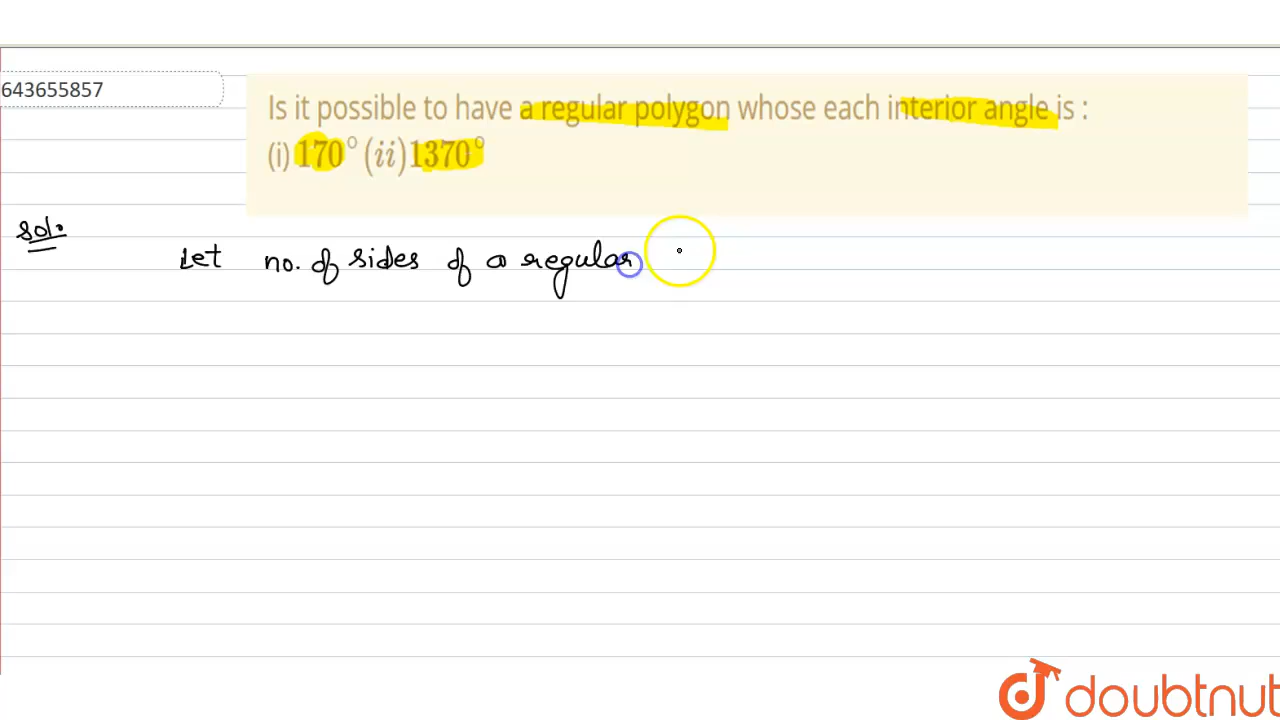 643655857
Is it possible to have a regular polygon whose each interior angle is :
(i) 170° (ii) 1370°
Sol:
Let no. of sides of a regular
doubtnut